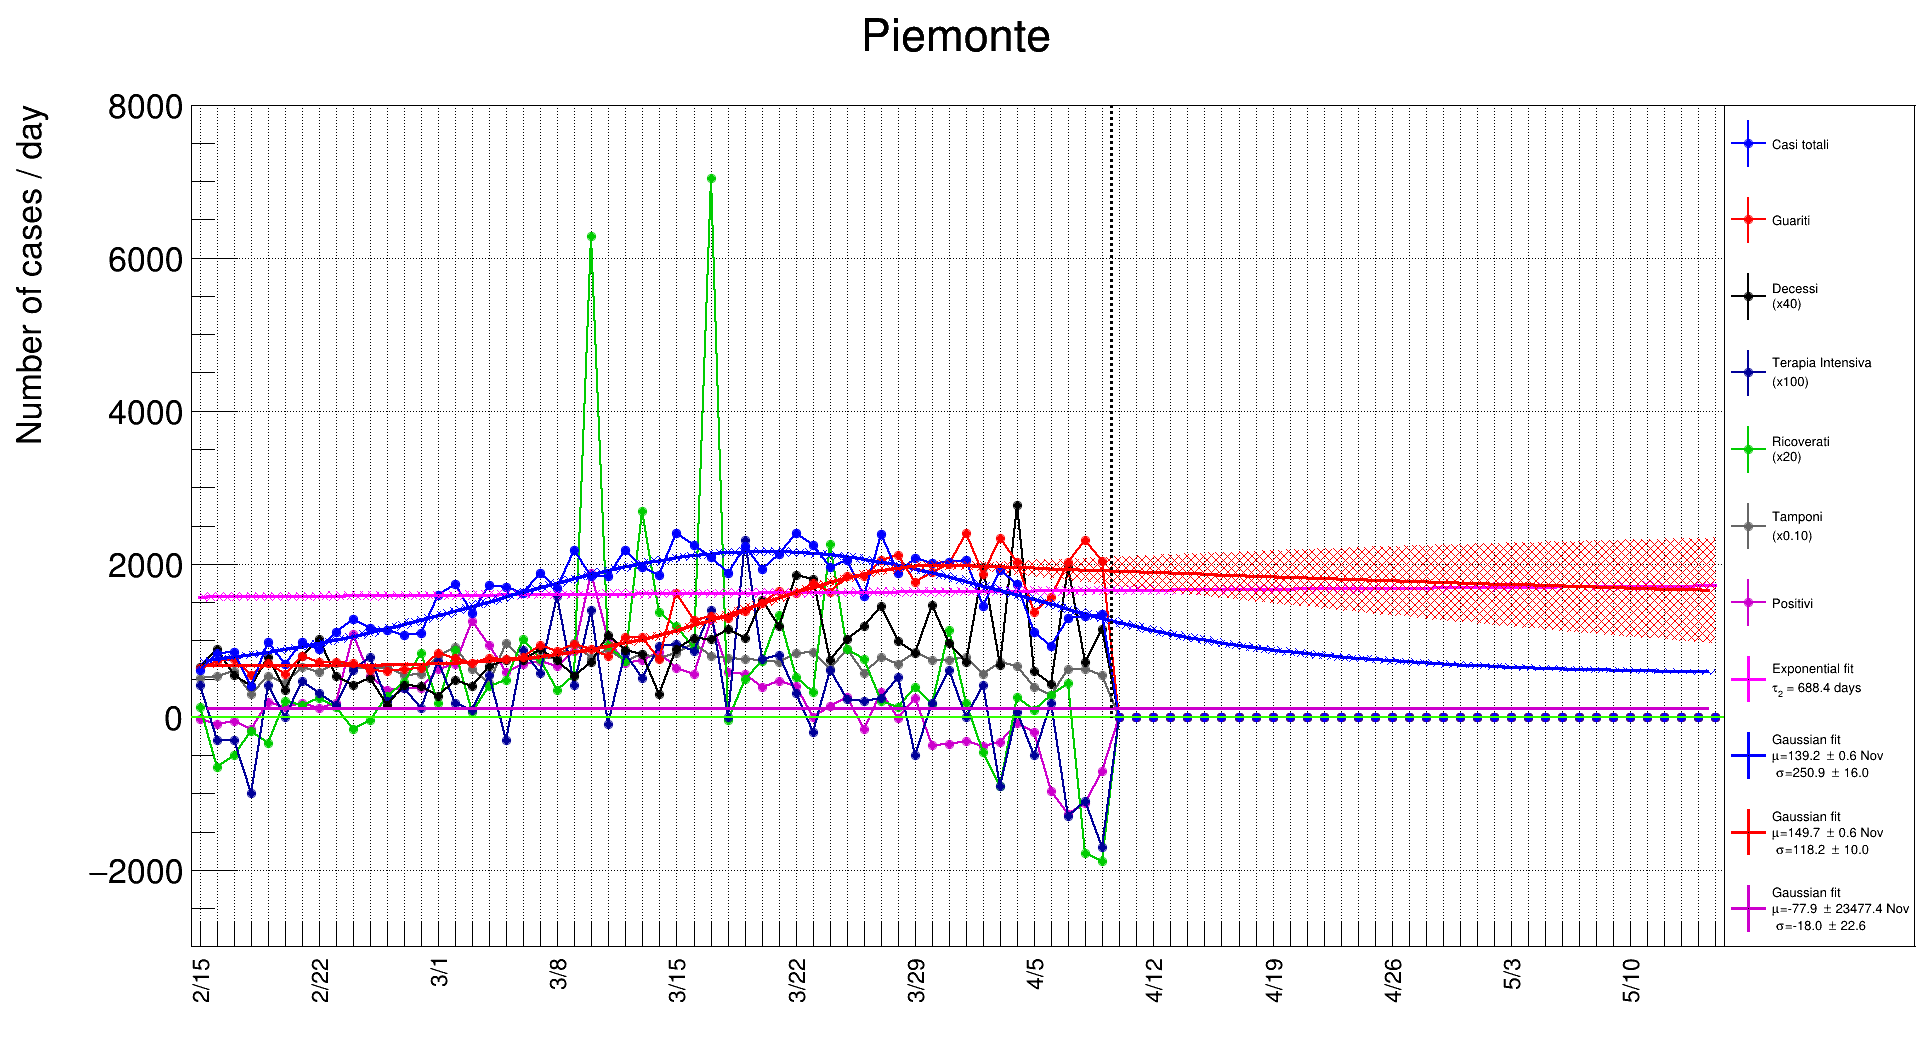 Piemonte
Number of cases / day
8000
6000
4000
2000
0
−2000
2/15
2/22
3/1
3/8
3/15
3/22
3/29
4/5
4/12
4/19
4/26
5/3
5/10
Casi totali
Guariti
Decessi
(x40)
Terapia Intensiva
(x100)
Ricoverati
(x20)
Tamponi
(x0.10)
Positivi
Exponential fit
τ2 = 688.4 days
Gaussian fit
μ=139.2 ± 0.6 Nov
σ=250.9 ± 16.0
Gaussian fit
μ=149.7 ± 0.6 Nov
σ=118.2 ± 10.0
Gaussian fit
μ=-77.9 ± 23477.4 Nov
σ=-18.0 ± 22.6